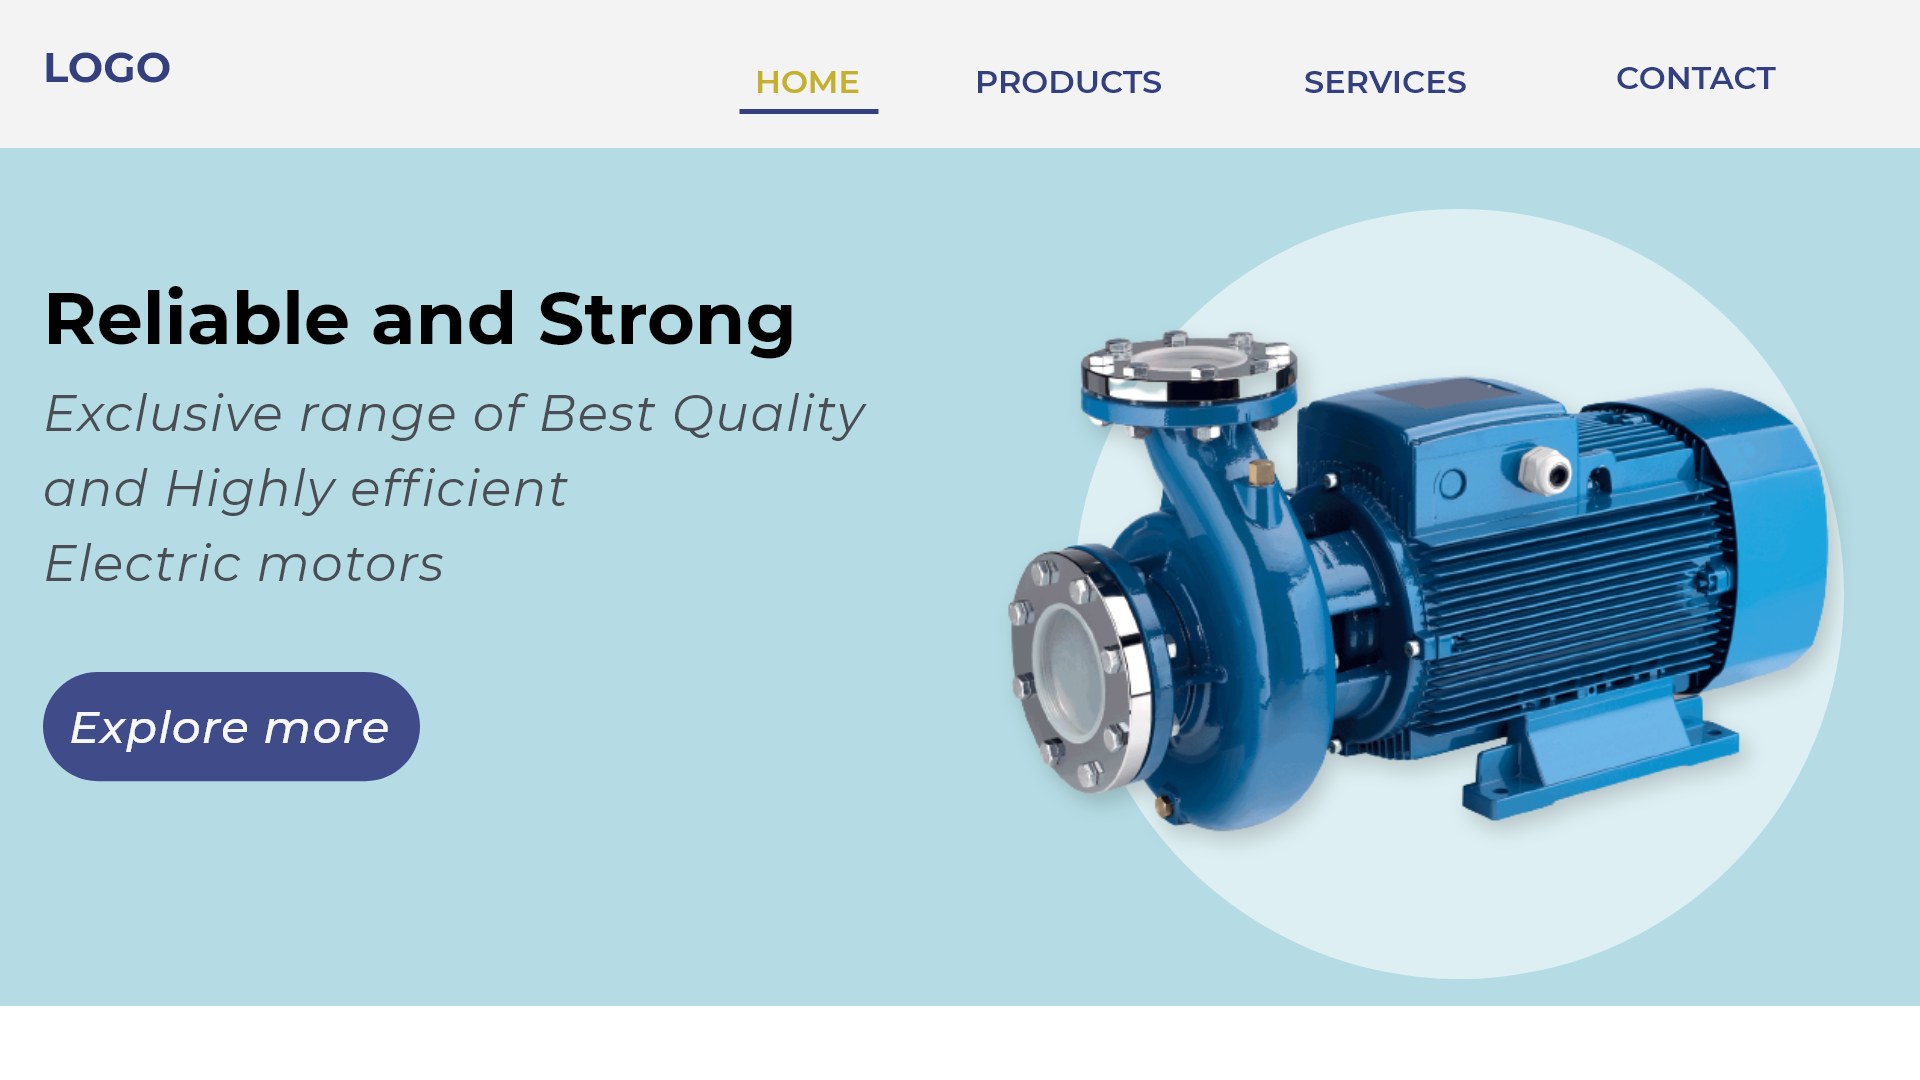 LOGO
HOME
PRODUCTS
SERVICES
CONTACT
Reliable and Strong
Exclusive range of Best Quality
and Highly efficient
Electric motors
Explore more